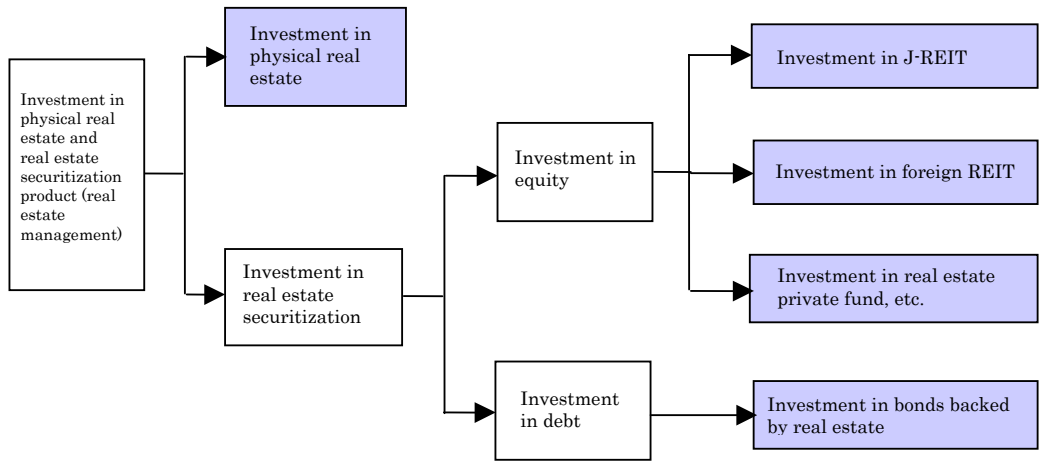 Investment in
physical real
estate and
real estate
securitization
product (real
estate
management)
Investment in
physical real
estate
Investment in
real estate
securitization
Investment in
equity
Investment
in debt
Investment in J-REIT
Investment in foreign REIT
Investment in real estate
private fund, etc.
Investment in bonds backed
by real estate